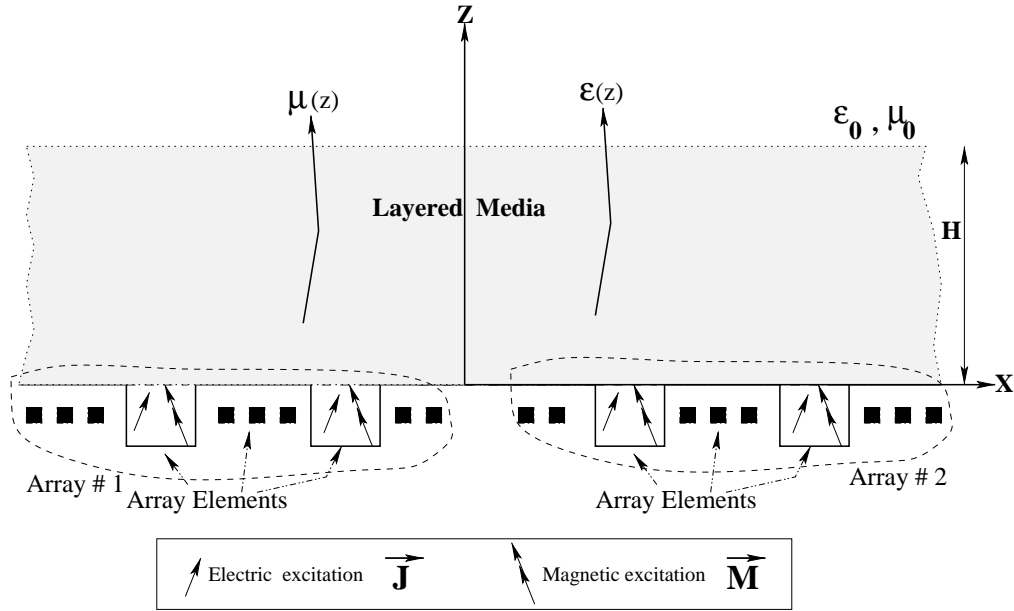 Z
μ(z)
ε(z)
ε0 , μ0
Layered Media
H
X
Array # 1
Array Elements
Array Elements
Array # 2
Electric excitation J
Magnetic excitation M